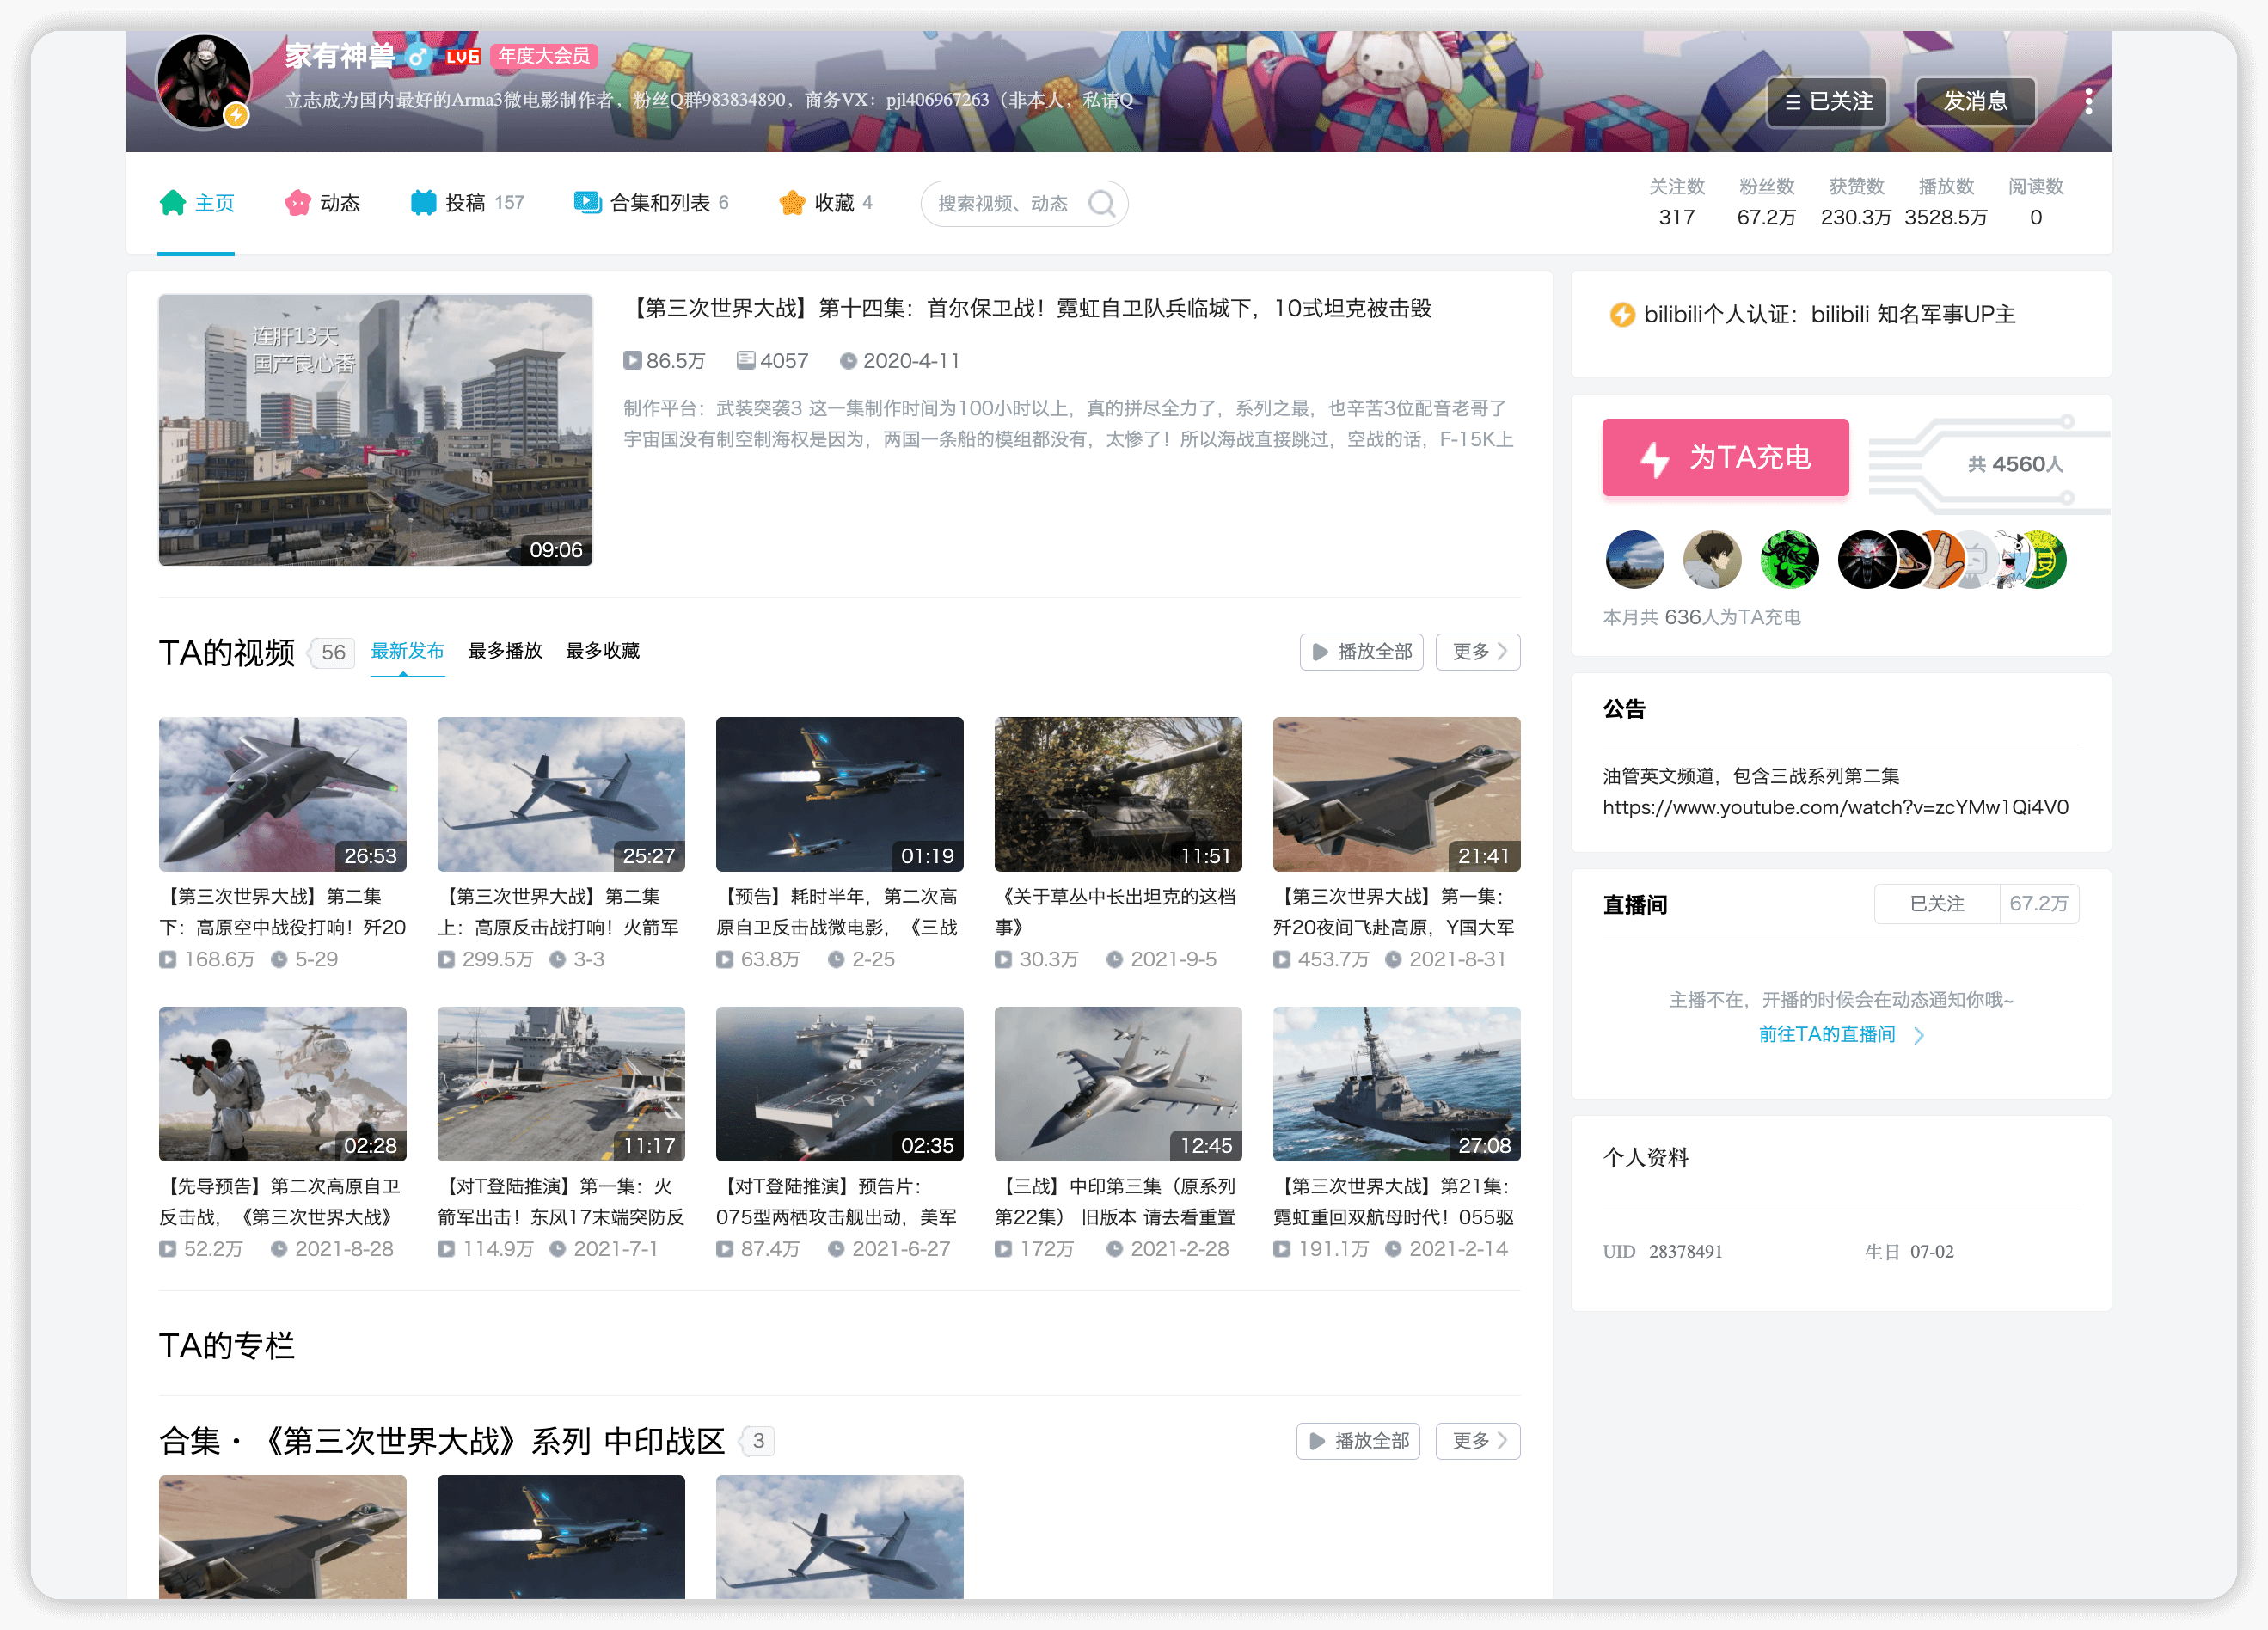 家有神兽 LV6 年度大会员
立志成为国内最好的Arma3微电影制作者，粉丝Q群983834890，商务VX：pjl406967263（非本人，私请Q
已关注 发消息
主页 动态 投稿 157 合集和列表 6 收藏 4 搜索视频、动态
关注数 粉丝数 获赞数 播放数 阅读数
317 67.2万 230.3万 3528.5万 0
连肝13天
国产良心番
09:06
【第三次世界大战】第十四集：首尔保卫战！霓虹自卫队兵临城下，10式坦克被击毁
86.5万 4057 2020-4-11
制作平台：武装突袭3 这一集制作时间为100小时以上，真的拼尽全力了，系列之最，也辛苦3位配音老哥了
宇宙国没有制空制海权是因为，两国一条船的模组都没有，太惨了！所以海战直接跳过，空战的话，F-15K上
TA的视频 56 最新发布 最多播放 最多收藏 播放全部 更多
26:53 25:27 01:19 11:51 21:41
【第三次世界大战】第二集
下：高原空中战役打响！歼20
168.6万 5-29
【第三次世界大战】第二集
上：高原反击战打响！火箭军
299.5万 3-3
【预告】耗时半年，第二次高
原自卫反击战微电影，《三战
63.8万 2-25
《关于草丛中长出坦克的这档
事》
30.3万 2021-9-5
【第三次世界大战】第一集：
歼20夜间飞赴高原，Y国大军
453.7万 2021-8-31
02:28 11:17 02:35 12:45 27:08
【先导预告】第二次高原自卫
反击战，《第三次世界大战》
52.2万 2021-8-28
【对T登陆推演】第一集：火
箭军出击！东风17末端突防反
114.9万 2021-7-1
【对T登陆推演】预告片：
075型两栖攻击舰出动，美军
87.4万 2021-6-27
【三战】中印第三集（原系列
第22集） 旧版本 请去看重置
172万 2021-2-28
【第三次世界大战】第21集：
霓虹重回双航母时代！055驱
191.1万 2021-2-14
TA的专栏
合集・《第三次世界大战》系列 中印战区 3 播放全部 更多
bilibili个人认证：bilibili 知名军事UP主
为TA充电 共 4560人
本月共 636人为TA充电
公告
油管英文频道，包含三战系列第二集
https://www.youtube.com/watch?v=zcYMw1Qi4V0
直播间 已关注 67.2万
主播不在，开播的时候会在动态通知你哦~
前往TA的直播间
个人资料
UID 28378491 生日 07-02